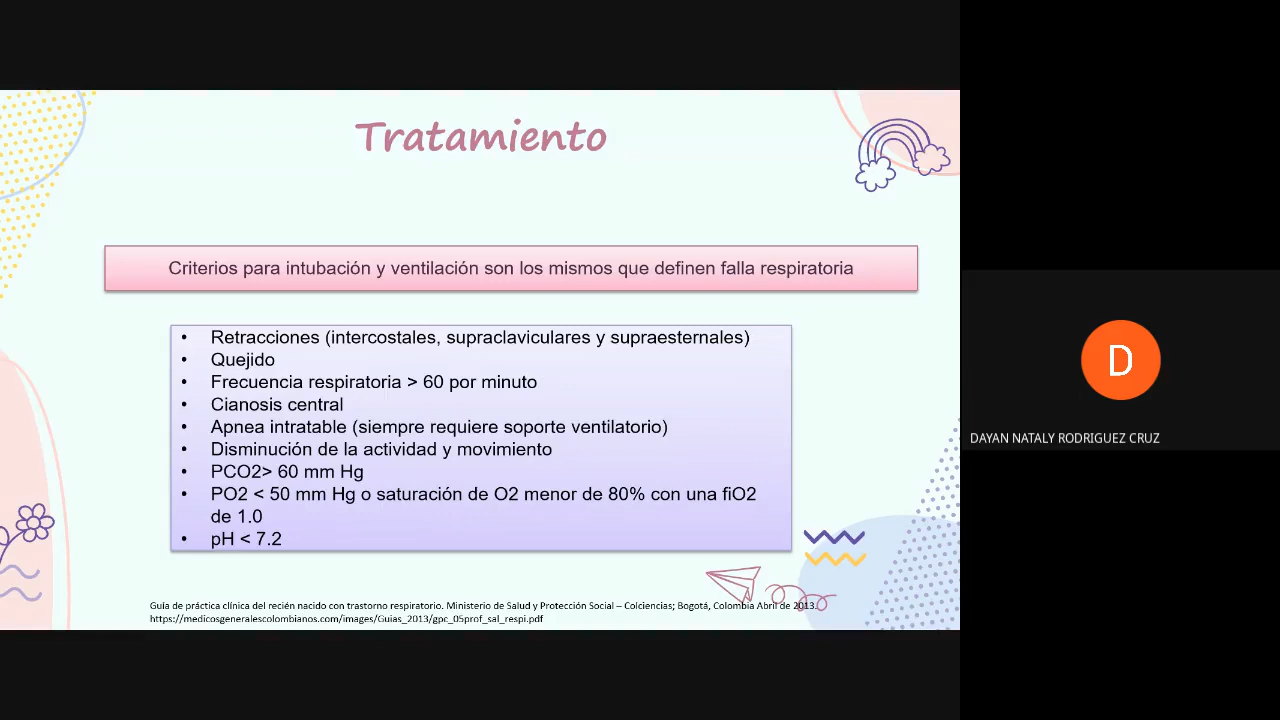 Tratamiento
Criterios para intubación y ventilación son los mismos que definen falla respiratoria
• Retracciones (intercostales, supraclaviculares y supraesternales)
• Quejido
• Frecuencia respiratoria > 60 por minuto
• Cianosis central
• Apnea intratable (siempre requiere soporte ventilatorio)
• Disminución de la actividad y movimiento
• PCO2> 60 mm Hg
• PO2 < 50 mm Hg o saturación de O2 menor de 80% con una fiO2
de 1.0
• pH < 7.2
Guía de práctica clínica del recién nacido con trastorno respiratorio. Ministerio de Salud y Protección Social – Colciencias; Bogotá, Colombia Abril de 2013.
https://medicosgeneralescolombianos.com/images/Guias_2013/gpc_05prof_sal_respi.pdf
D
DAYAN NATALY RODRIGUEZ CRUZ